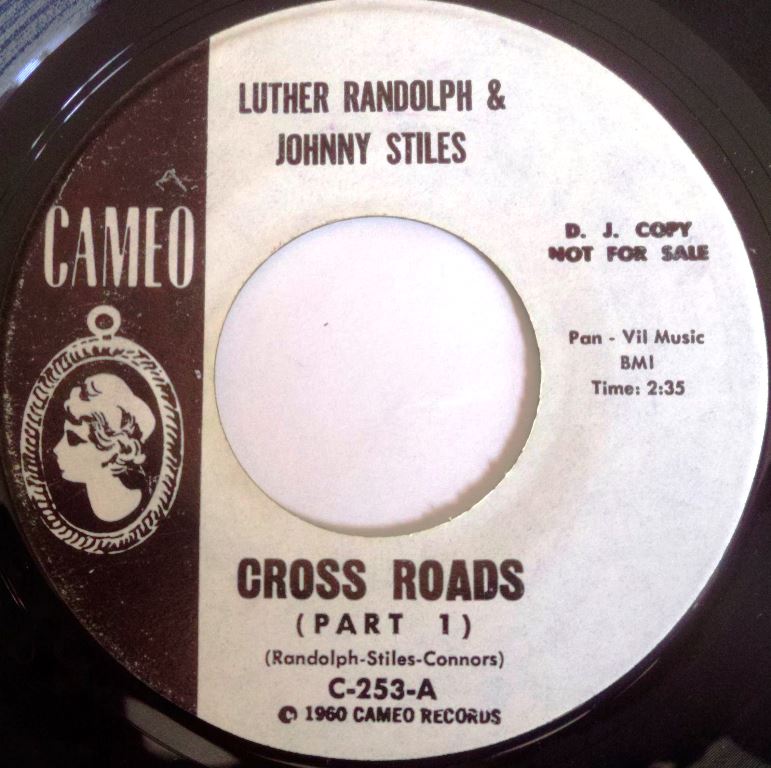 LUTHER RANDOLPH &
JOHNNY STILES
CAMEO
D. J. COPY
NOT FOR SALE
Pan - Vil Music
BMI
Time: 2:35
CROSS ROADS
(PART 1)
(Randolph-Stiles-Connors)
C-253-A
© 1960 CAMEO RECORDS